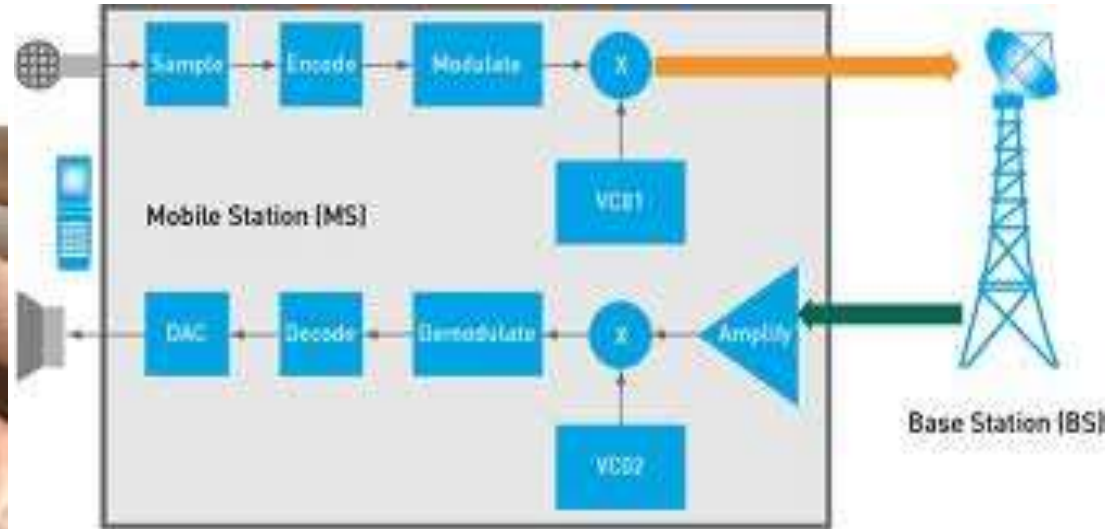 Sample
Encode
Modulate
X
VCO1
Mobile Station (MS)
DAC
Decode
Demodulate
X
Amplify
VCO2
Base Station (BS)